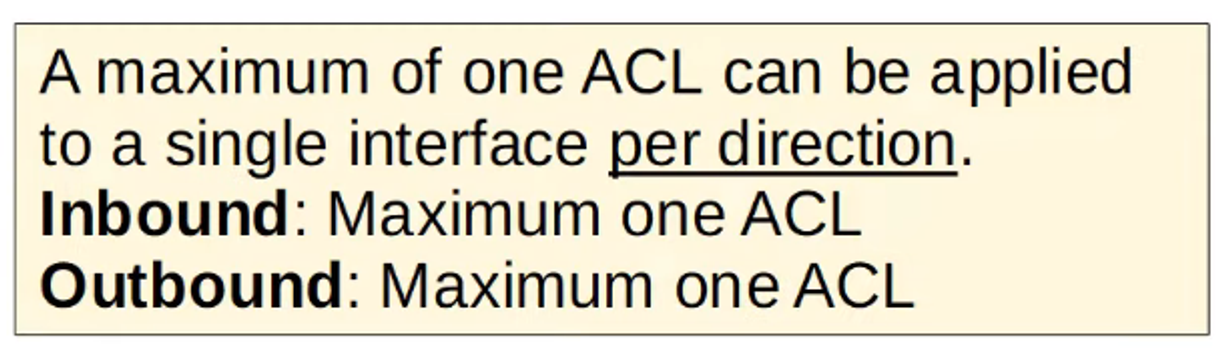 A maximum of one ACL can be applied
to a single interface per direction.
Inbound: Maximum one ACL
Outbound: Maximum one ACL